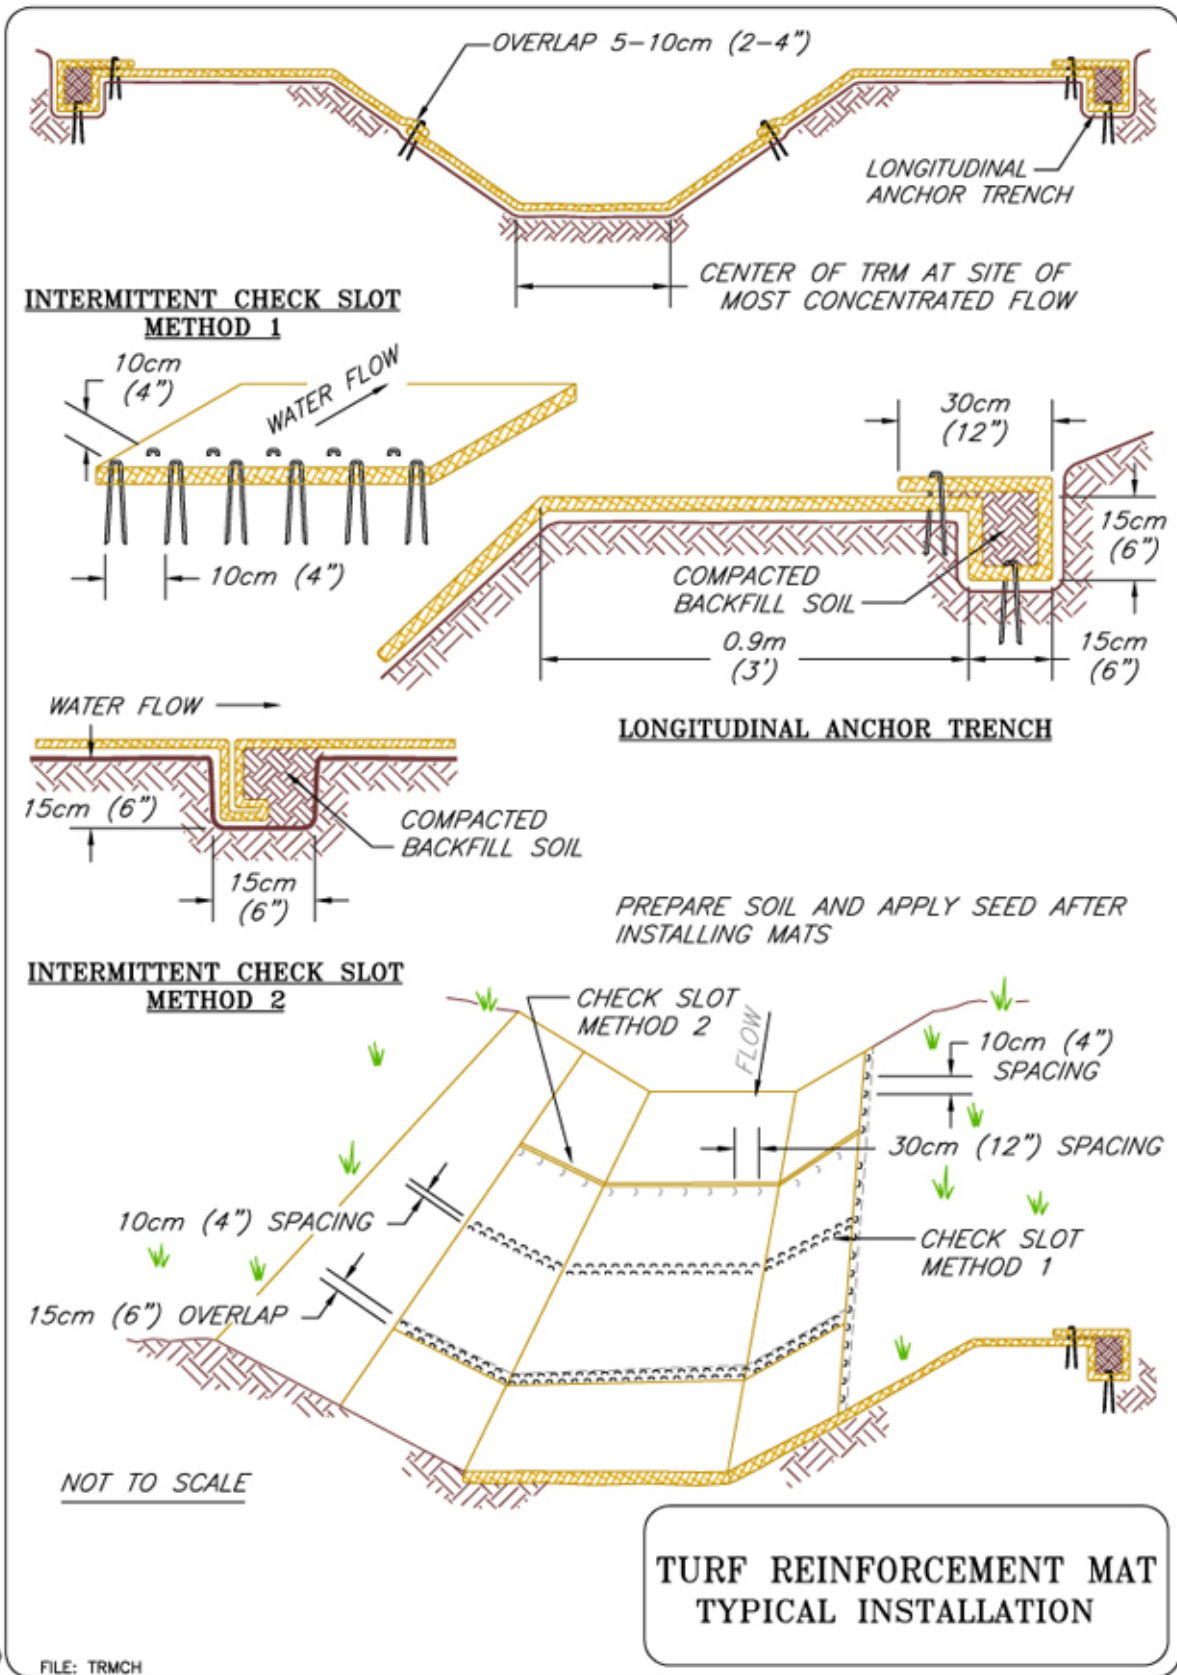 OVERLAP 5-10cm (2-4")
LONGITUDINAL
ANCHOR TRENCH
CENTER OF TRM AT SITE OF
MOST CONCENTRATED FLOW
INTERMITTENT CHECK SLOT
METHOD 1
10cm
(4")
WATER FLOW
10cm (4")
30cm
(12")
15cm
(6")
COMPACTED
BACKFILL SOIL
0.9m
(3')
15cm
(6")
LONGITUDINAL ANCHOR TRENCH
WATER FLOW
15cm (6")
COMPACTED
BACKFILL SOIL
15cm
(6")
INTERMITTENT CHECK SLOT
METHOD 2
PREPARE SOIL AND APPLY SEED AFTER
INSTALLING MATS
CHECK SLOT
METHOD 2
FLOW
10cm (4")
SPACING
30cm (12") SPACING
10cm (4") SPACING
CHECK SLOT
METHOD 1
15cm (6") OVERLAP
NOT TO SCALE
TURF REINFORCEMENT MAT
TYPICAL INSTALLATION
FILE: TRMCH